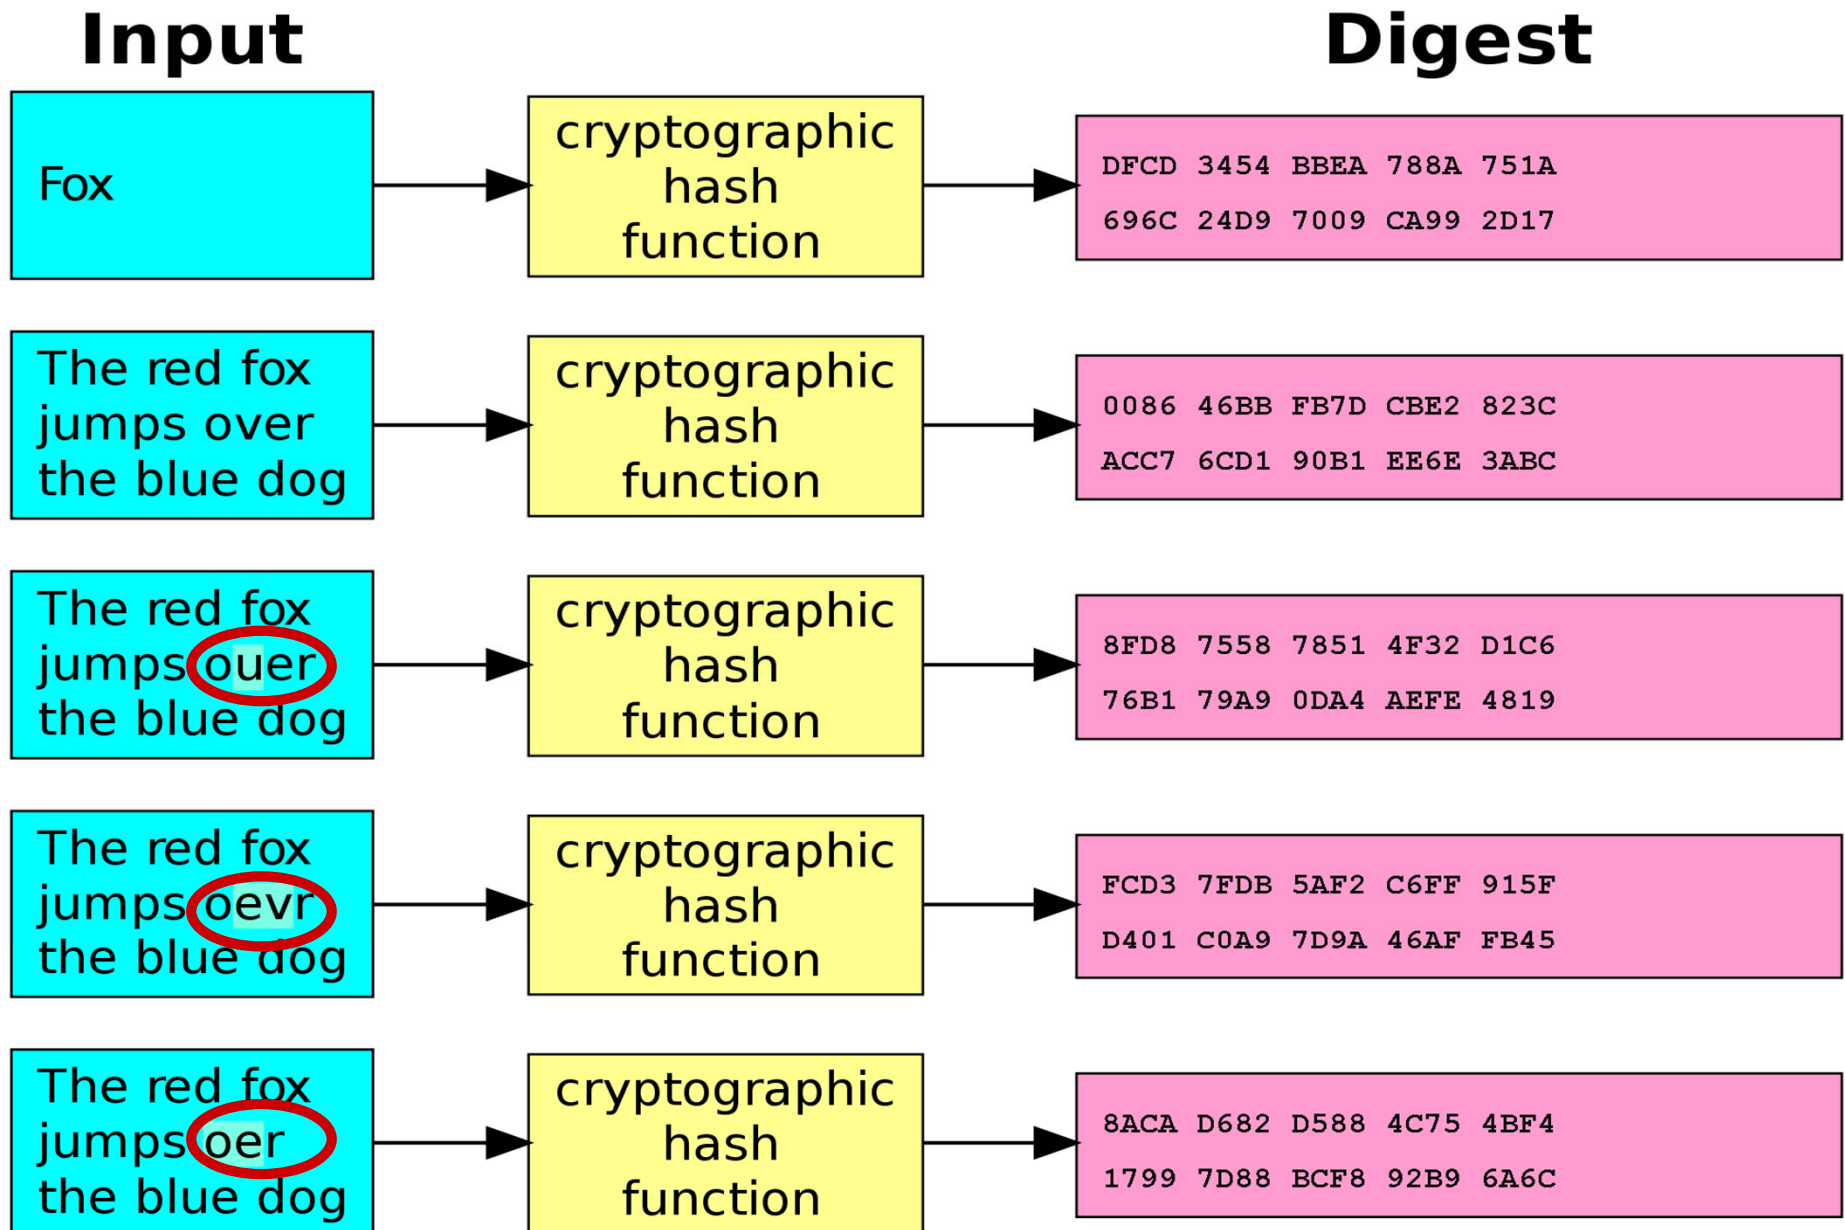 Input
Digest
Fox
cryptographic
hash
function
DFCD 3454 BBEA 788A 751A
696C 24D9 7009 CA99 2D17
The red fox
jumps over
the blue dog
cryptographic
hash
function
0086 46BB FB7D CBE2 823C
ACC7 6CD1 90B1 EE6E 3ABC
The red fox
jumps ouer
the blue dog
cryptographic
hash
function
8FD8 7558 7851 4F32 D1C6
76B1 79A9 0DA4 AEFE 4819
The red fox
jumps oevr
the blue dog
cryptographic
hash
function
FCD3 7FDB 5AF2 C6FF 915F
D401 C0A9 7D9A 46AF FB45
The red fox
jumps oer
the blue dog
cryptographic
hash
function
8ACA D682 D588 4C75 4BF4
1799 7D88 BCF8 92B9 6A6C